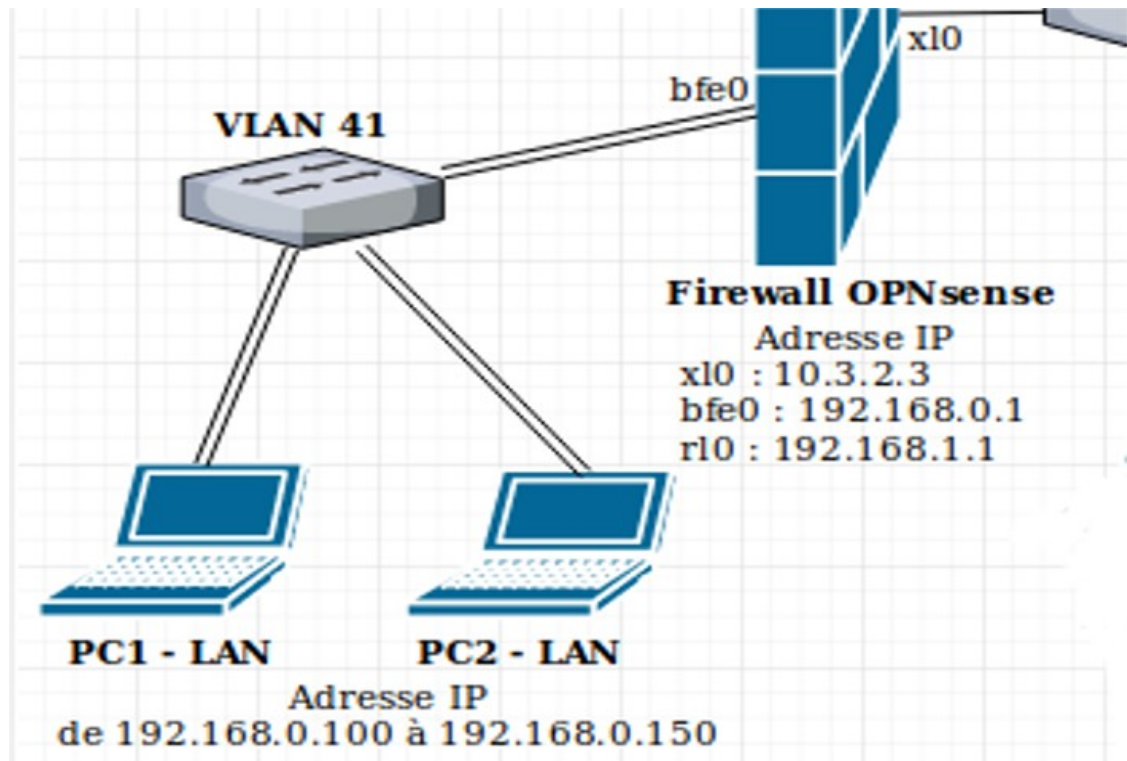 xl0
bfe0
VLAN 41
Firewall OPNsense
Adresse IP
xl0 : 10.3.2.3
bfe0 : 192.168.0.1
rl0 : 192.168.1.1
PC1 - LAN
PC2 - LAN
Adresse IP
de 192.168.0.100 à 192.168.0.150